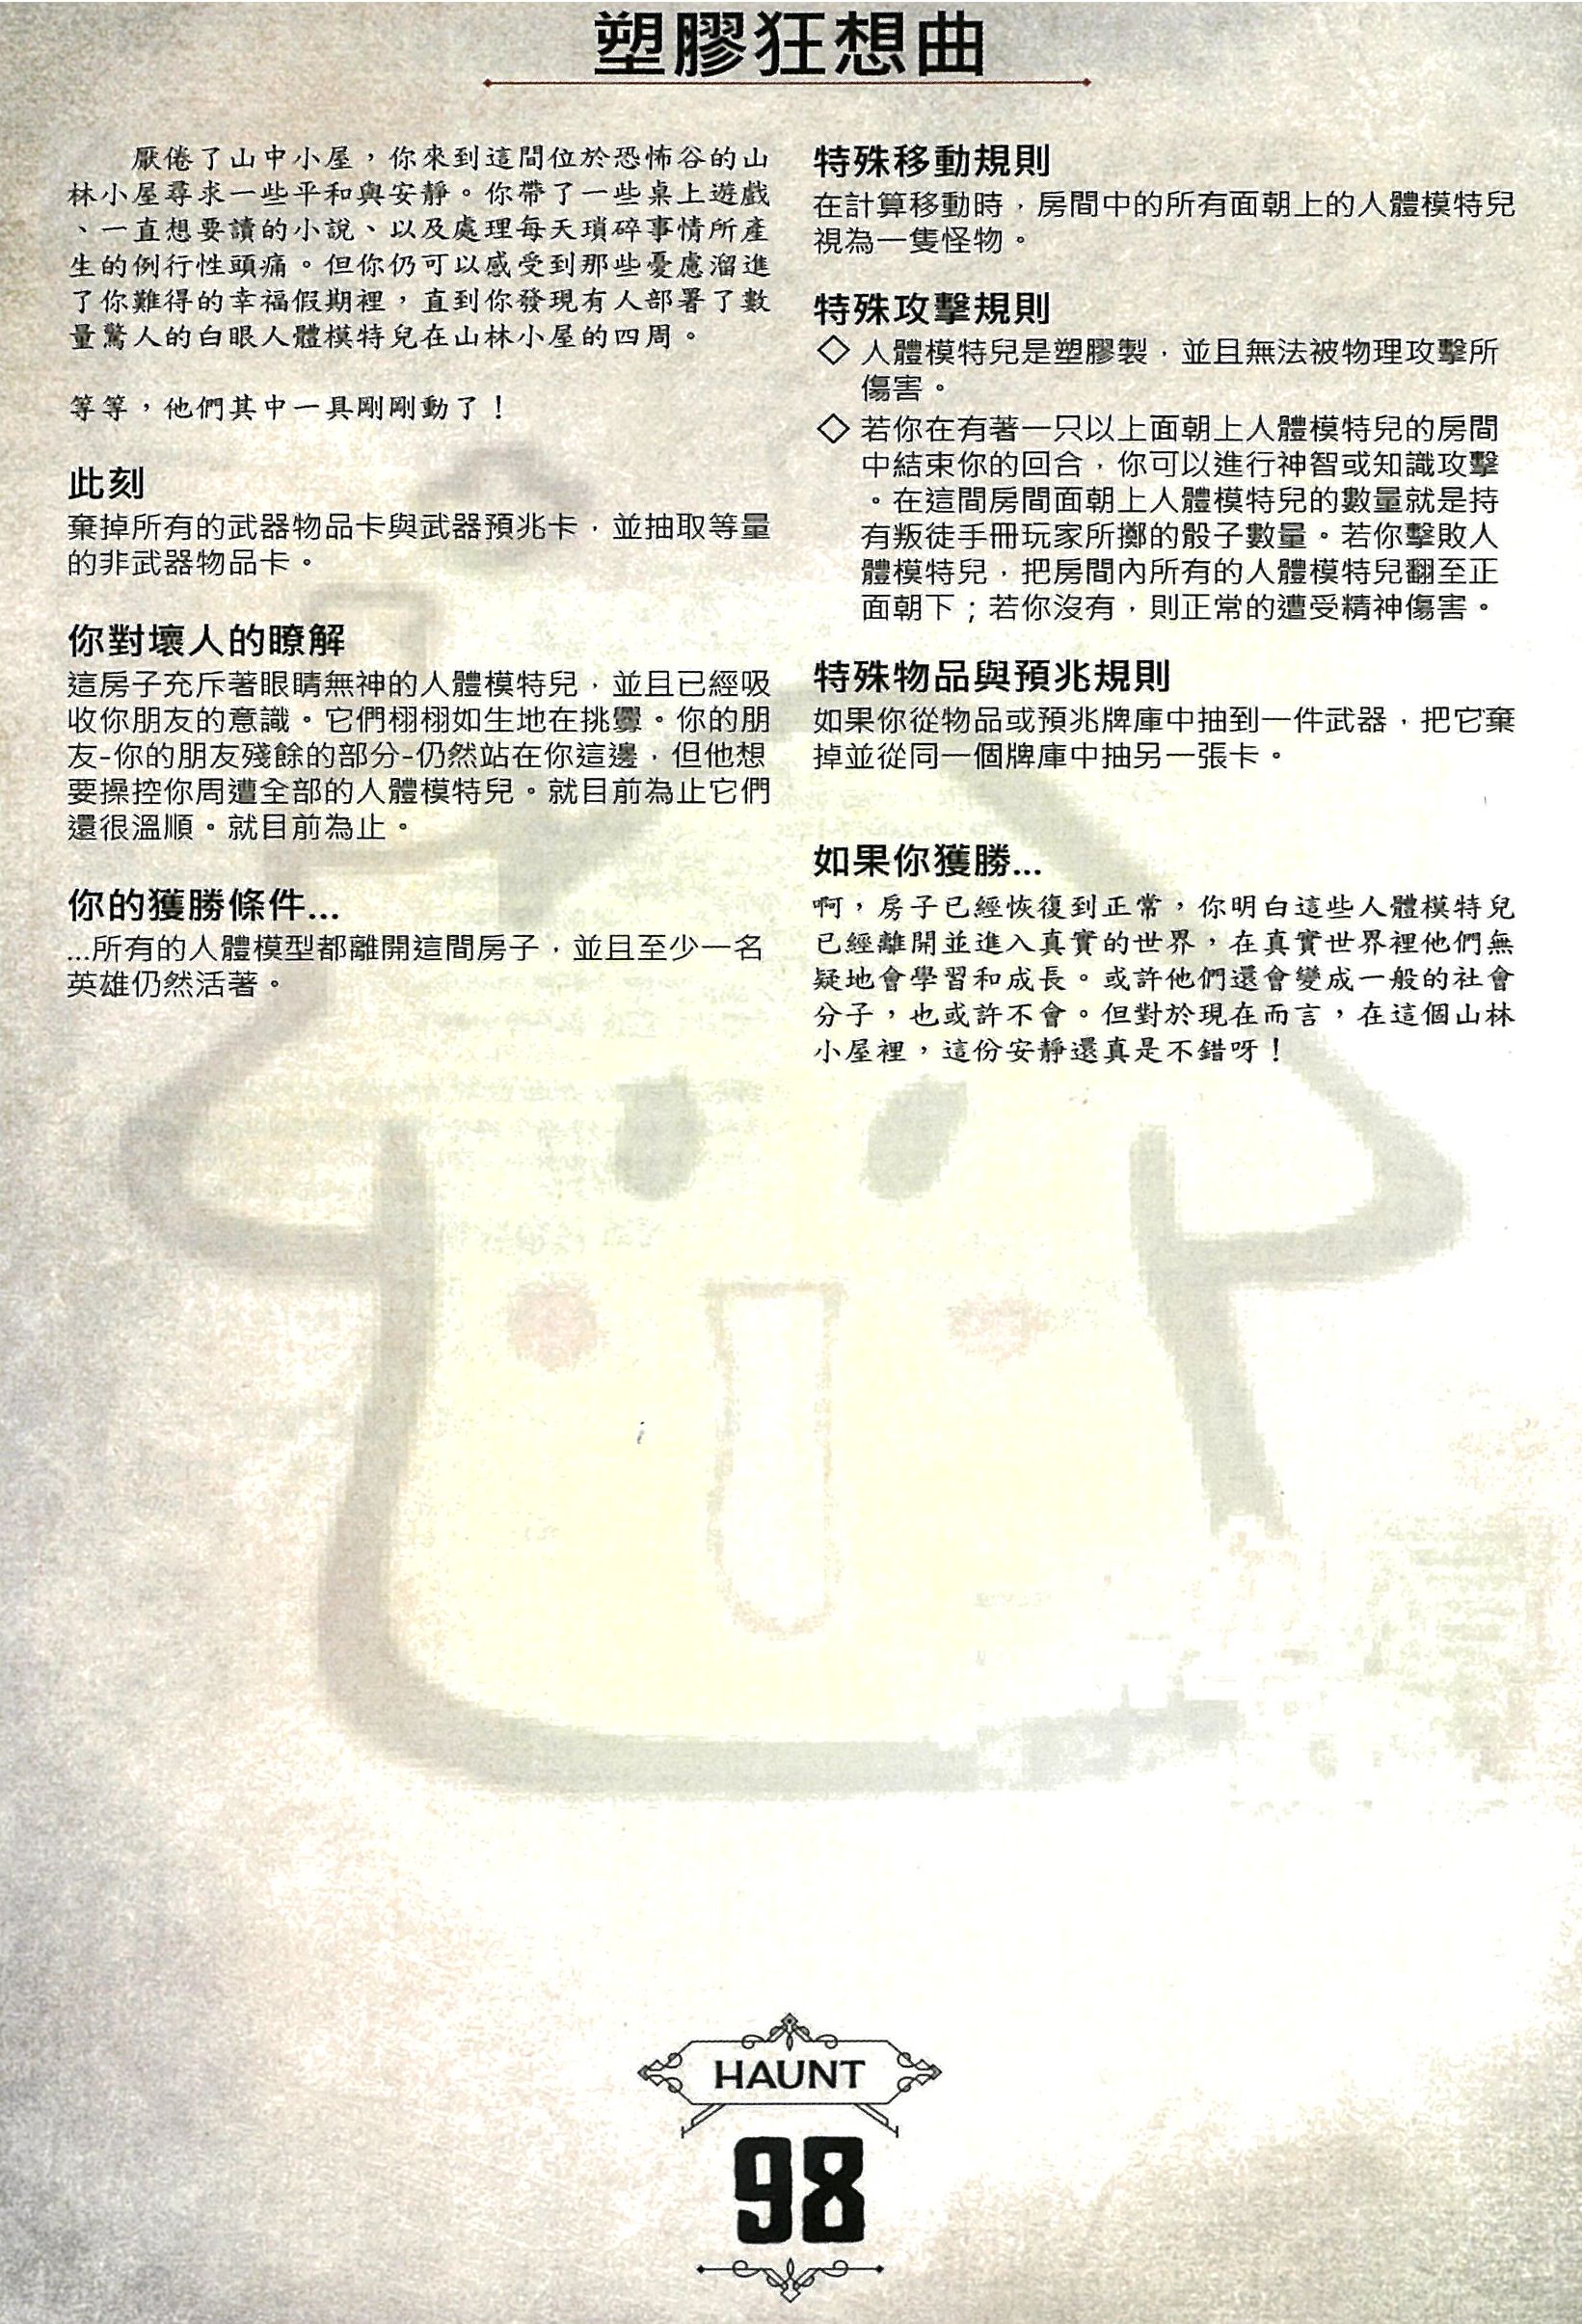 塑膠狂想曲
厭倦了山中小屋，你來到這間位於恐怖谷的山
林小屋尋求一些平和與安靜。你帶了一些桌上遊戲
、一直想要讀的小說、以及處理每天瑣碎事情所產
生的例行性頭痛。但你仍可以感受到那些憂慮溜進
了你難得的幸福假期裡，直到你發現有人部署了數
量驚人的白眼人體模特兒在山林小屋的四周。
等等，他們其中一具剛剛動了！
此刻
棄掉所有的武器物品卡與武器預兆卡，並抽取等量
的非武器物品卡。
你對壞人的瞭解
這房子充斥著眼睛無神的人體模特兒，並且已經吸
收你朋友的意識。它們栩栩如生地在挑釁。你的朋
友-你的朋友殘餘的部分-仍然站在你這邊，但他想
要操控你周遭全部的人體模特兒。就目前為止它們
還很溫順。就目前為止。
你的獲勝條件...
...所有的人體模型都離開這間房子，並且至少一名
英雄仍然活著。
特殊移動規則
在計算移動時，房間中的所有面朝上的人體模特兒
視為一隻怪物。
特殊攻擊規則
◇ 人體模特兒是塑膠製，並且無法被物理攻擊所
傷害。
◇ 若你在有著一只以上面朝上人體模特兒的房間
中結束你的回合，你可以進行神智或知識攻擊
。在這間房間面朝上人體模特兒的數量就是持
有叛徒手冊玩家所擲的骰子數量。若你擊敗人
體模特兒，把房間內所有的人體模特兒翻至正
面朝下；若你沒有，則正常的遭受精神傷害。
特殊物品與預兆規則
如果你從物品或預兆牌庫中抽到一件武器，把它棄
掉並從同一個牌庫中抽另一張卡。
如果你獲勝...
啊，房子已經恢復到正常，你明白這些人體模特兒
已經離開並進入真實的世界，在真實世界裡他們無
疑地會學習和成長。或許他們還會變成一般的社會
分子，也或許不會。但對於現在而言，在這個山林
小屋裡，這份安靜還真是不錯呀！
HAUNT
98